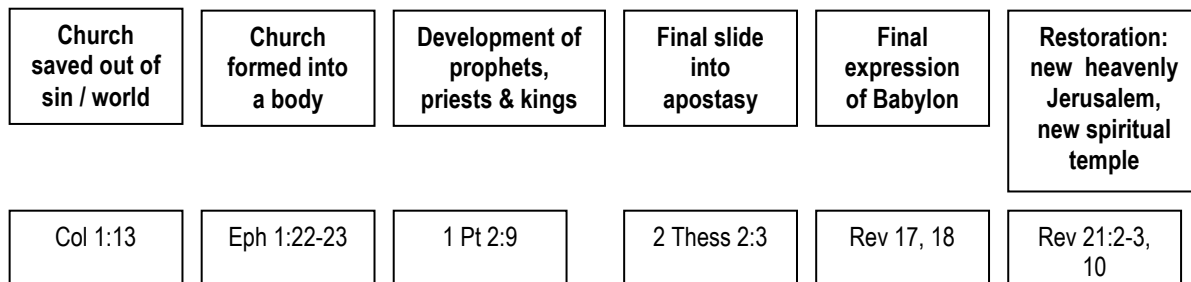 Church
saved out of
sin / world
Church
formed into
a body
Development of
prophets,
priests & kings
Final slide
into
apostasy
Final
expression
of Babylon
Restoration:
new heavenly
Jerusalem,
new spiritual
temple
Col 1:13
Eph 1:22-23
1 Pt 2:9
2 Thess 2:3
Rev 17, 18
Rev 21:2-3,
10